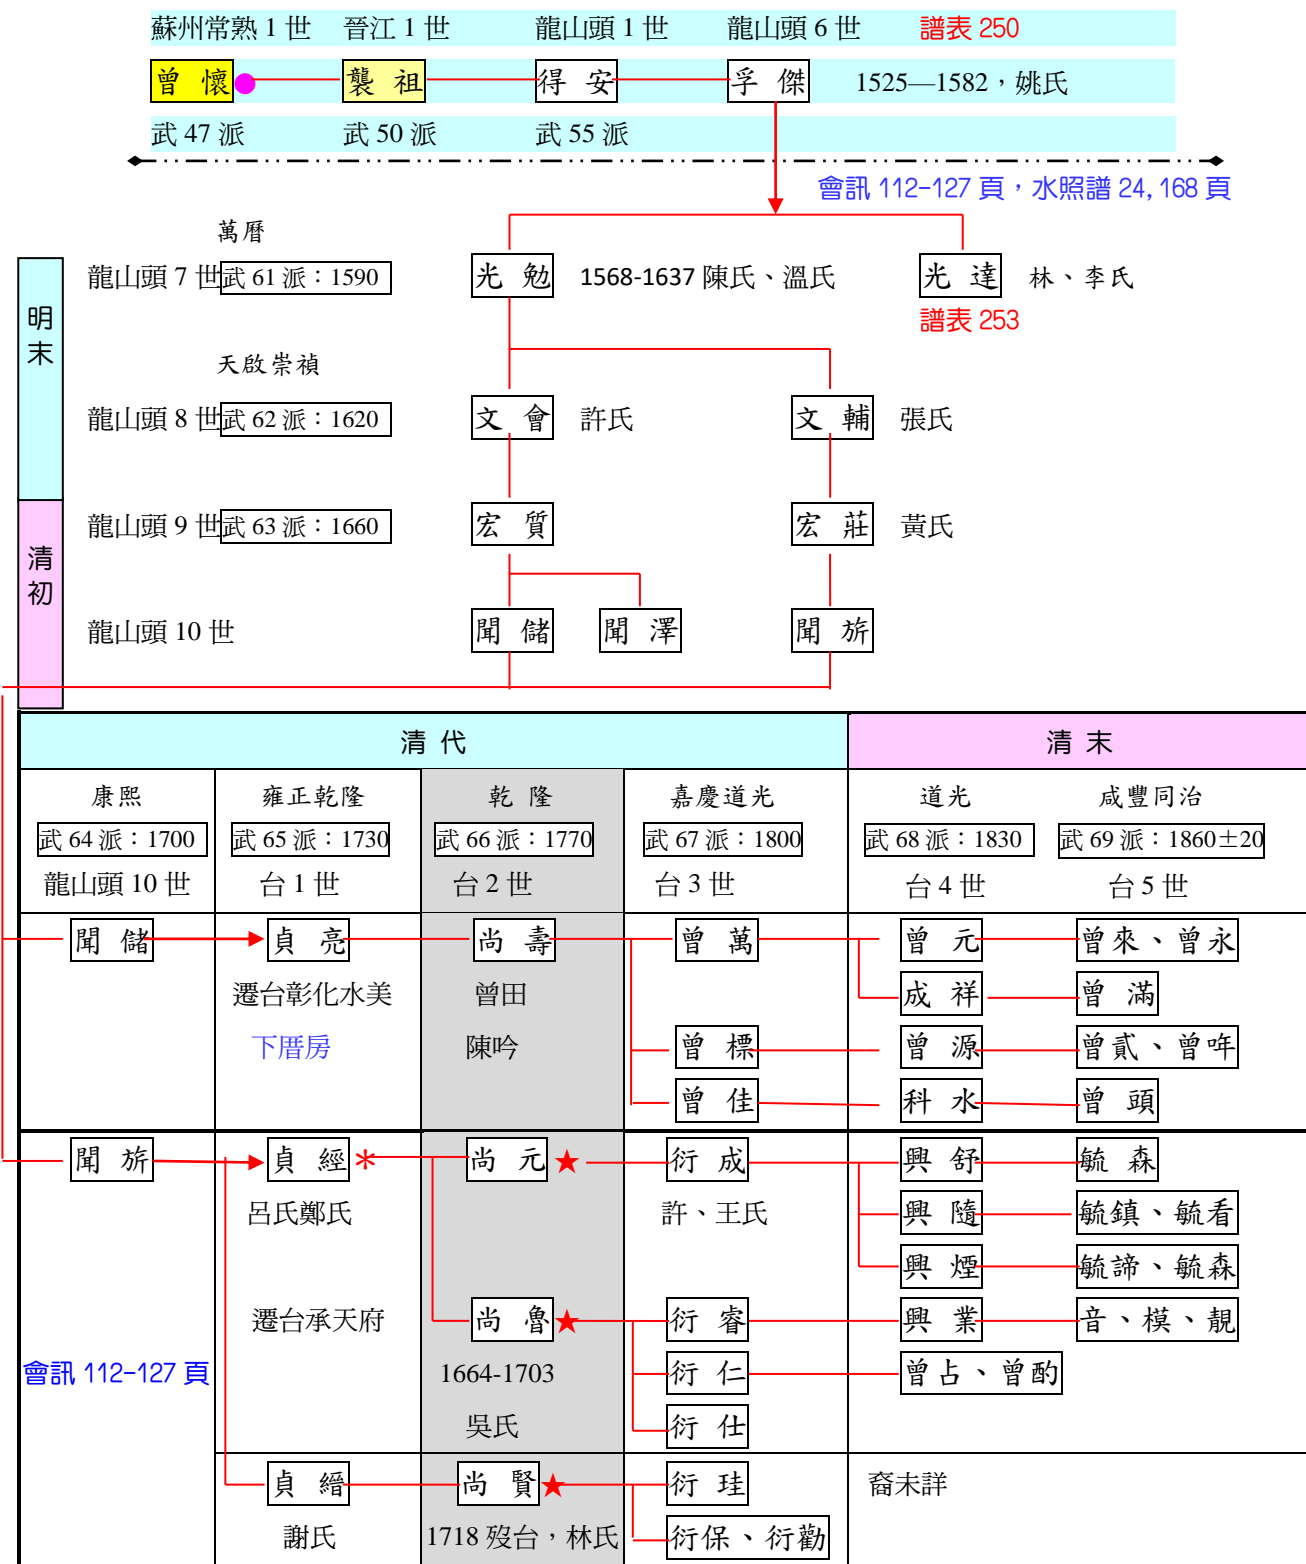 蘇州常熟 1 世 晉江 1 世 龍山頭 1 世 龍山頭 6 世 譜表 250
曾 懷 襲 祖 得 安 孚 傑 1525—1582，姚氏
武 47 派 武 50 派 武 55 派
會訊 112-127 頁，水照譜 24, 168 頁
萬曆
龍山頭 7 世 武 61 派：1590 光 勉 1568-1637 陳氏、溫氏 光 達 林、李氏
譜表 253
明末
天啟崇禎
龍山頭 8 世 武 62 派：1620 文 會 許氏 文 輔 張氏
龍山頭 9 世 武 63 派：1660 宏 質 宏 莊 黃氏
清初
龍山頭 10 世 聞 儲 聞 澤 聞 旂
清 代 清 末
康熙 雍正乾隆 乾 隆 嘉慶道光 道光 咸豐同治
武 64 派：1700 武 65 派：1730 武 66 派：1770 武 67 派：1800 武 68 派：1830 武 69 派：1860±20
龍山頭 10 世 台 1 世 台 2 世 台 3 世 台 4 世 台 5 世
聞 儲 貞 亮 尚 壽 曾 萬 曾 元 曾來、曾永
遷台彰化水美 曾田 成 祥 曾 滿
下厝房 陳吟 曾 標 曾 源 曾貳、曾哖
曾 佳 科 水 曾 頭
聞 旂 貞 經 * 尚 元 ★ 衍 成 興 舒 毓 森
呂氏鄭氏 許、王氏 興 隨 毓鎮、毓看
興 煙 毓諦、毓森
遷台承天府 尚 魯 ★ 衍 睿 興 業 音、模、靚
會訊 112-127 頁 1664-1703 衍 仁 曾占、曾酌
吳氏 衍 仕
貞 縉 尚 賢 ★ 衍 珪 裔未詳
謝氏 1718 歿台，林氏 衍保、衍勸